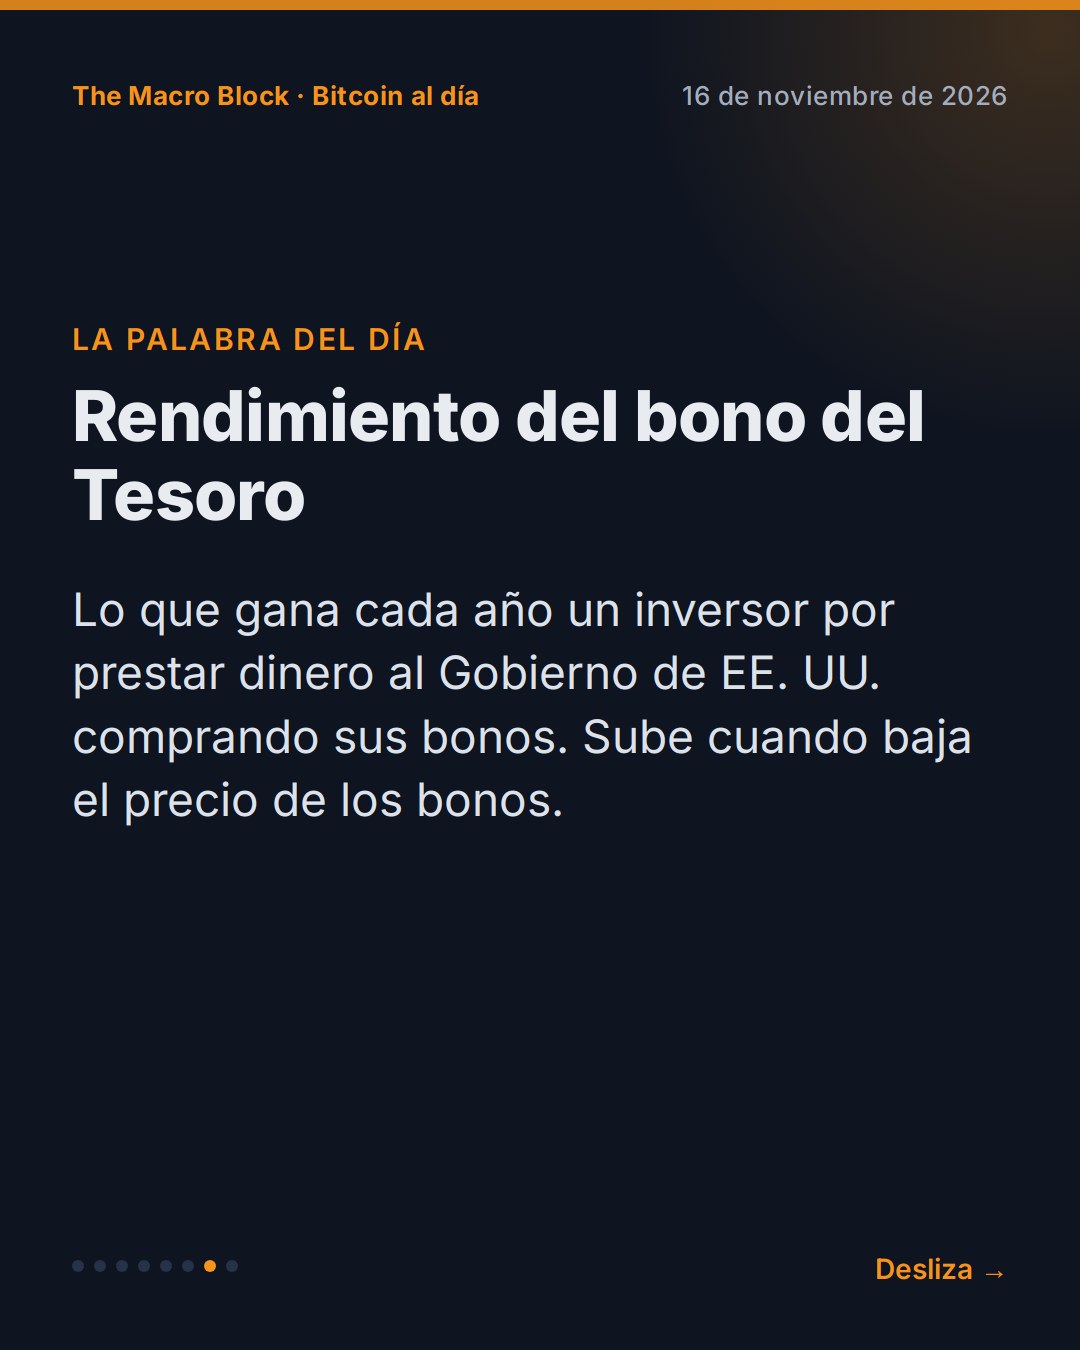 The Macro Block · Bitcoin al día
16 de noviembre de 2026
LA PALABRA DEL DÍA
Rendimiento del bono del
Tesoro
Lo que gana cada año un inversor por
prestar dinero al Gobierno de EE. UU.
comprando sus bonos. Sube cuando baja
el precio de los bonos.
Desliza →